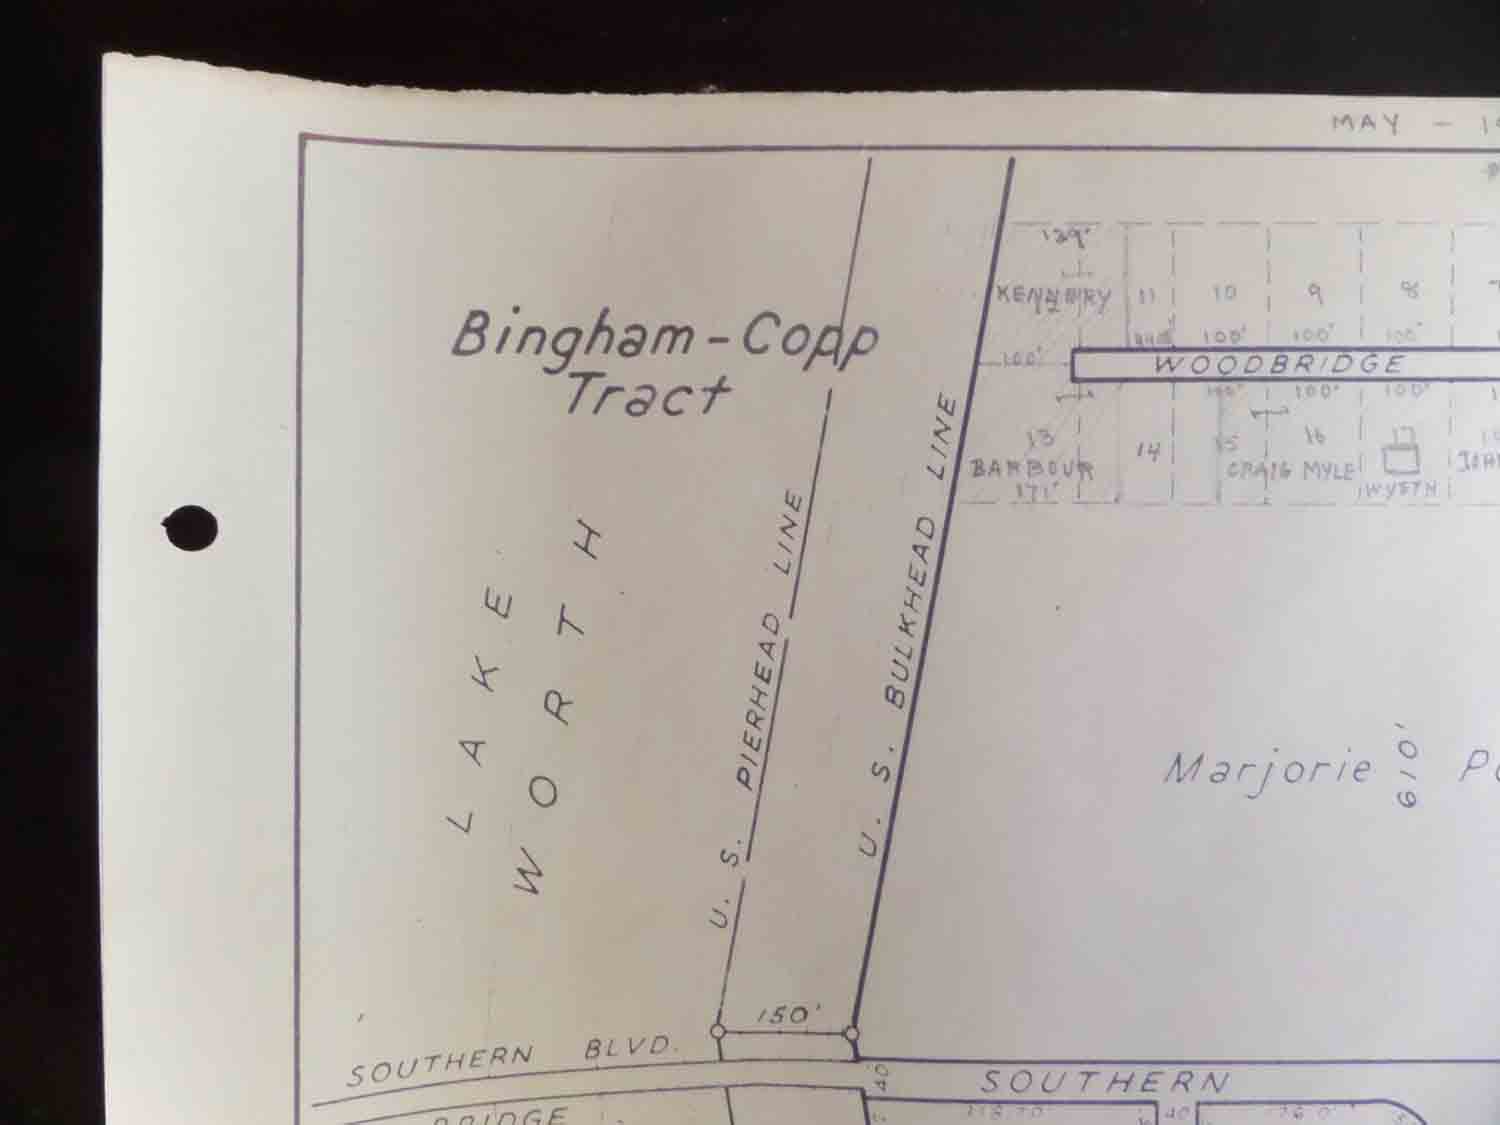 MAY - 1
129'
KENNEDY
11
10
9
8
Bingham-Copp
Tract
100'
100'
100'
100'
WOODBRIDGE
100'
100'
100'
13
14
15
16
17
BARBOUR
CRAIG MYLE
171'
WYETH
LAKE
WORTH
U. S. PIERHEAD LINE
U. S. BULKHEAD LINE
Marjorie
610'
150'
SOUTHERN BLVD.
40'
SOUTHERN
BRIDGE
40